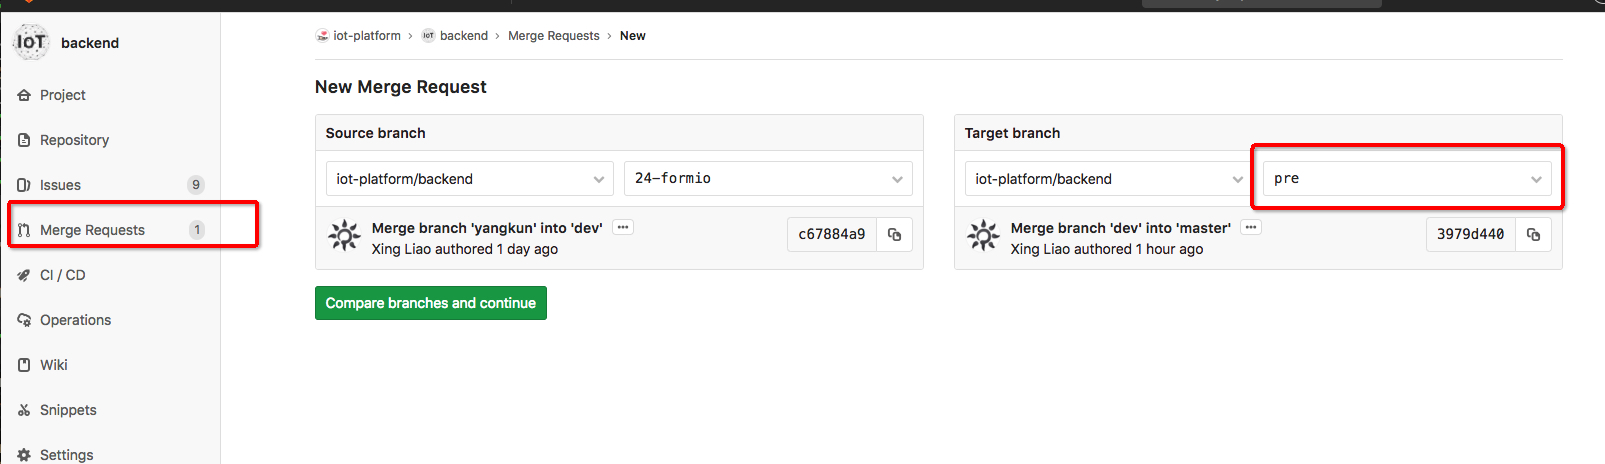 IoT backend
iot-platform › IoT backend › Merge Requests › New
Project
Repository
Issues 9
Merge Requests 1
CI / CD
Operations
Wiki
Snippets
Settings
New Merge Request
Source branch
iot-platform/backend 24-formio
Merge branch 'yangkun' into 'dev' ••• c67884a9
Xing Liao authored 1 day ago
Target branch
iot-platform/backend pre
Merge branch 'dev' into 'master' ••• 3979d440
Xing Liao authored 1 hour ago
Compare branches and continue